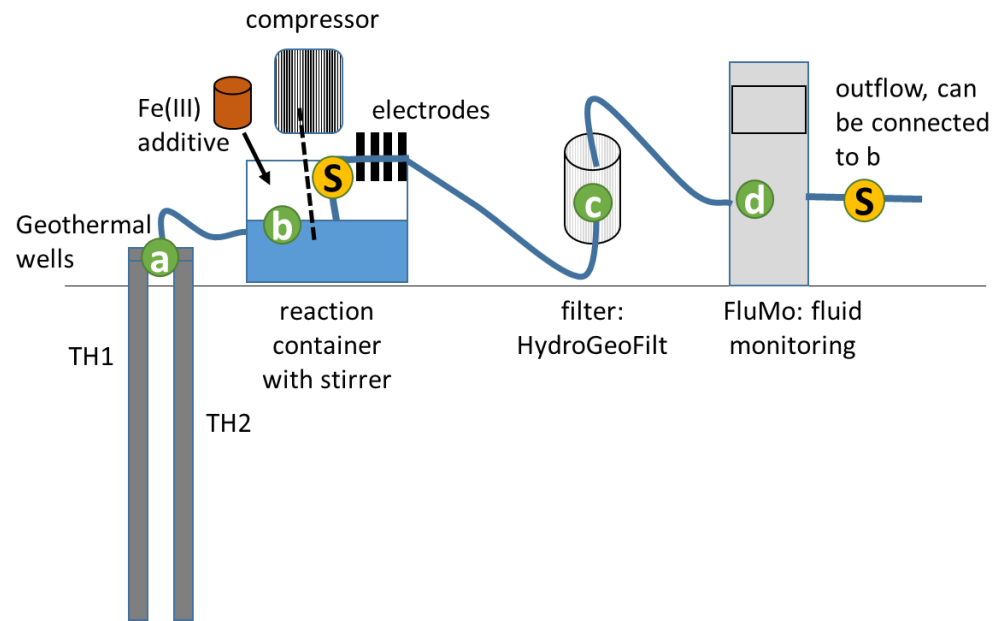 compressor
Fe(III)
additive
electrodes
outflow, can
be connected
to b
S
S
Geothermal
wells
a
b
c
d
reaction
container
with stirrer
filter:
HydroGeoFilt
FluMo: fluid
monitoring
TH1
TH2